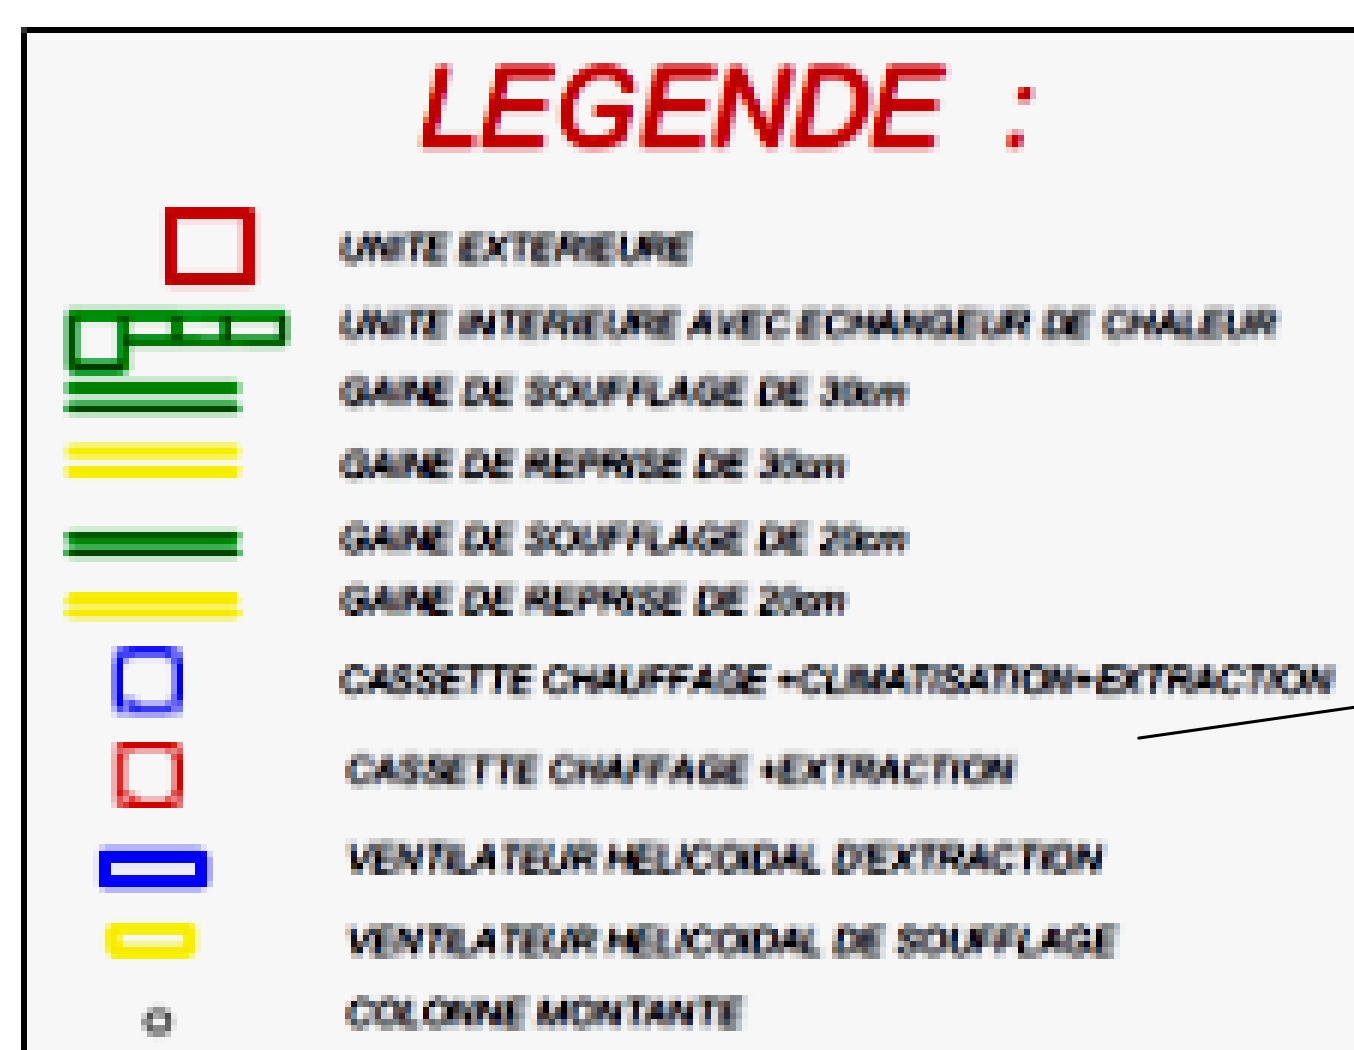 LEGENDE :
UNITE EXTERIEURE
UNITE INTERIEURE AVEC ECHANGEUR DE CHALEUR
GAINE DE SOUFFLAGE DE 30cm
GAINE DE REPRISE DE 30cm
GAINE DE SOUFFLAGE DE 20cm
GAINE DE REPRISE DE 20cm
CASSETTE CHAUFFAGE +CLIMATISATION+EXTRACTION
CASSETTE CHAFFAGE +EXTRACTION
VENTILATEUR HELICOIDAL D'EXTRACTION
VENTILATEUR HELICOIDAL DE SOUFFLAGE
COLONNE MONTANTE